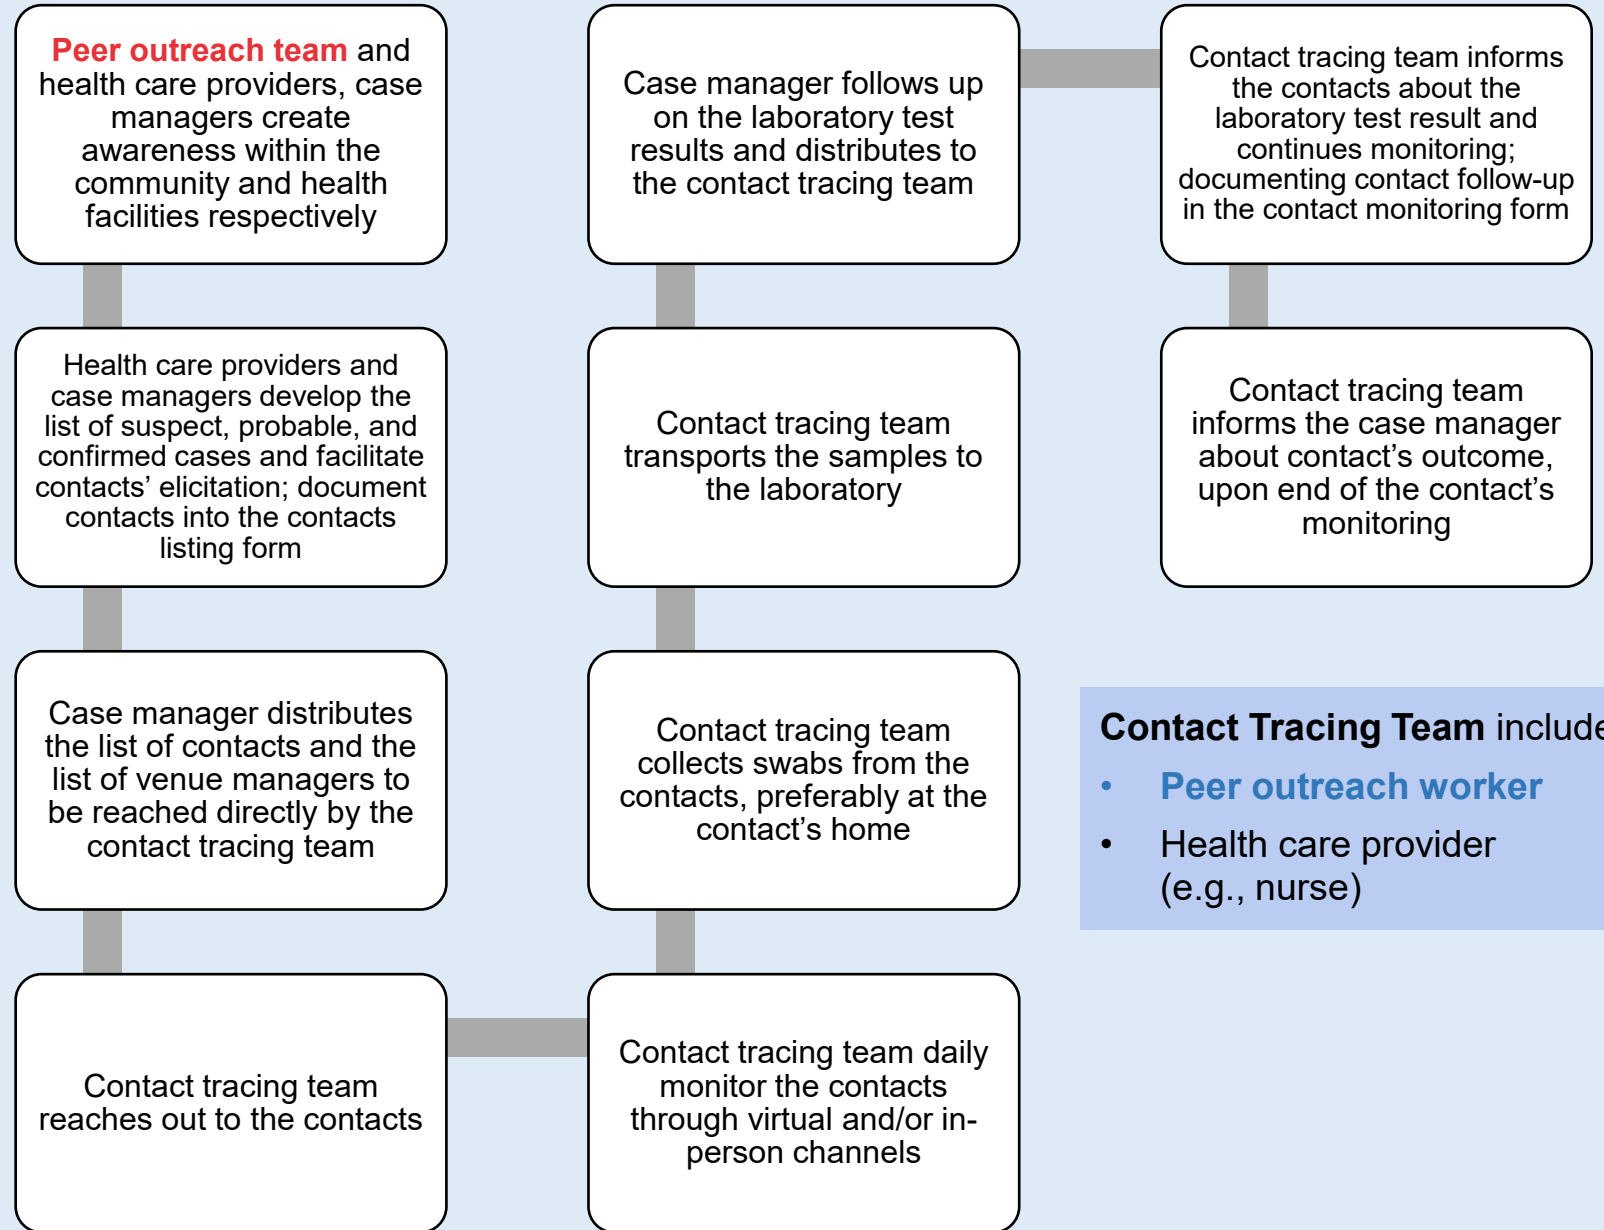 Peer outreach team and
health care providers, case
managers create
awareness within the
community and health
facilities respectively
Health care providers and
case managers develop the
list of suspect, probable, and
confirmed cases and facilitate
contacts’ elicitation; document
contacts into the contacts
listing form
Case manager distributes
the list of contacts and the
list of venue managers to
be reached directly by the
contact tracing team
Contact tracing team
reaches out to the contacts
Contact tracing team daily
monitor the contacts
through virtual and/or in-
person channels
Contact tracing team
collects swabs from the
contacts, preferably at the
contact’s home
Contact tracing team
transports the samples to
the laboratory
Case manager follows up
on the laboratory test
results and distributes to
the contact tracing team
Contact tracing team informs
the contacts about the
laboratory test result and
continues monitoring;
documenting contact follow-up
in the contact monitoring form
Contact tracing team
informs the case manager
about contact’s outcome,
upon end of the contact’s
monitoring
Contact Tracing Team include
• Peer outreach worker
• Health care provider
(e.g., nurse)